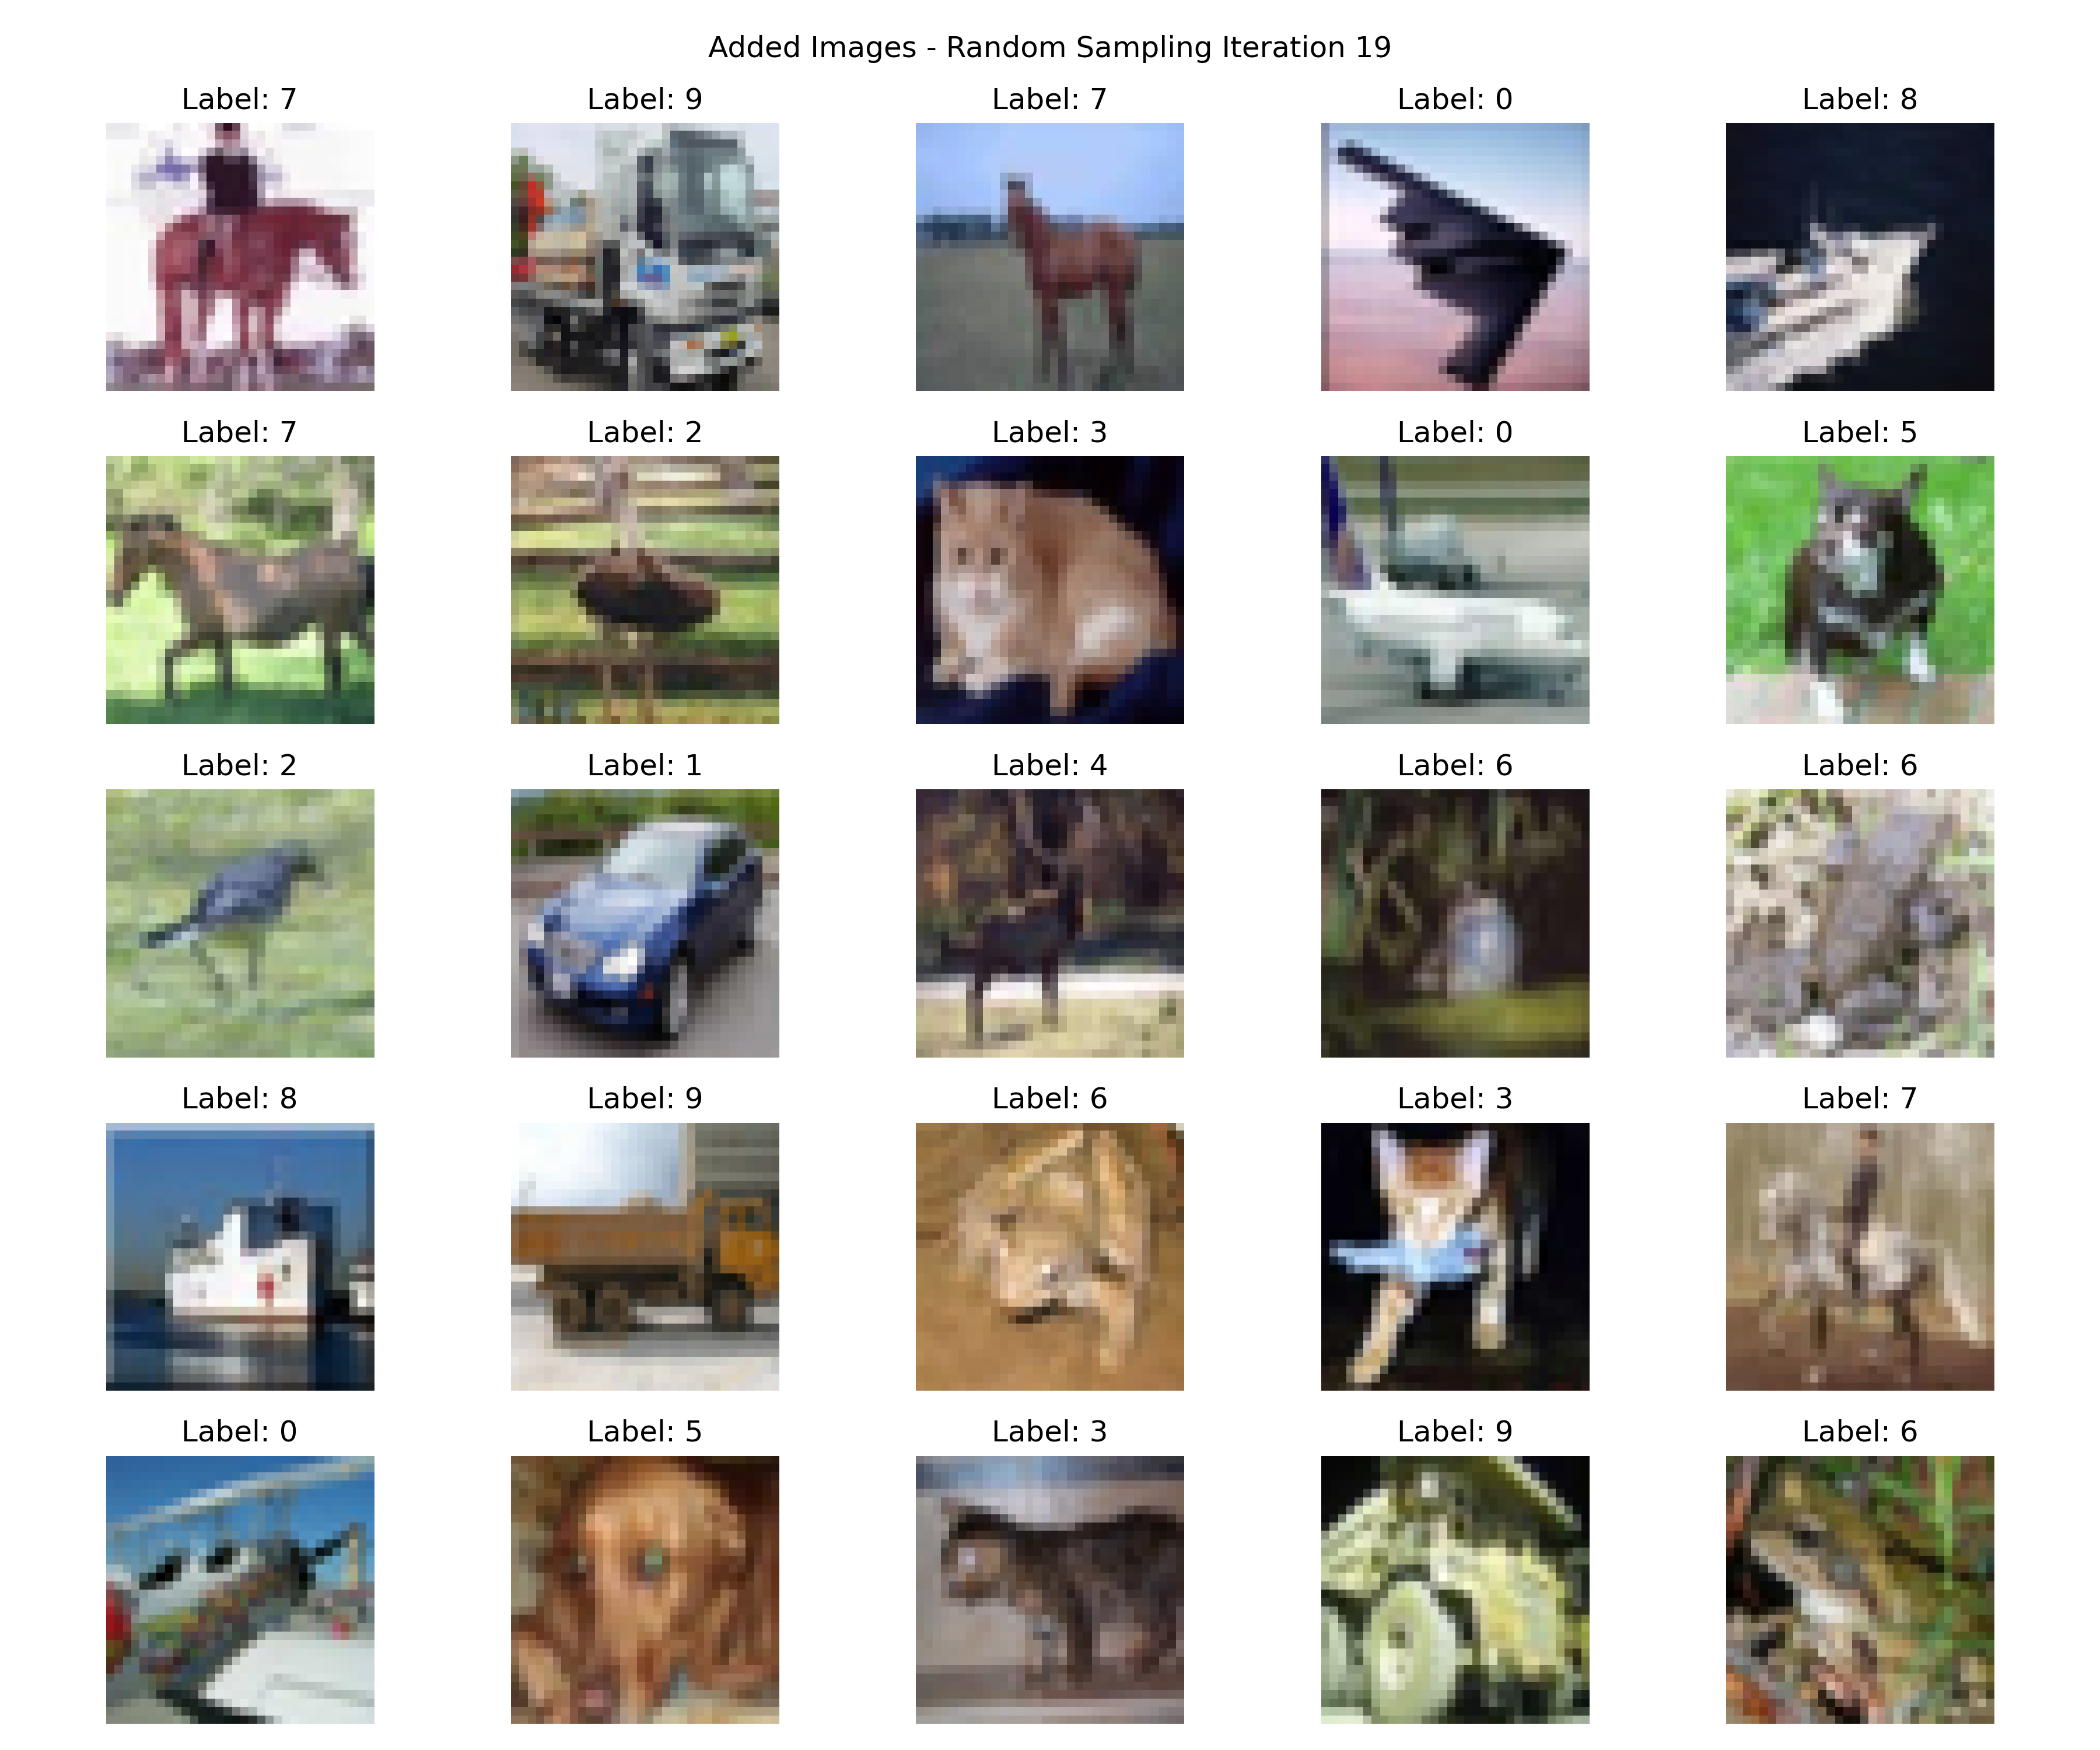 Added Images - Random Sampling Iteration 19
Label: 7 Label: 9 Label: 7 Label: 0 Label: 8
Label: 7 Label: 2 Label: 3 Label: 0 Label: 5
Label: 2 Label: 1 Label: 4 Label: 6 Label: 6
Label: 8 Label: 9 Label: 6 Label: 3 Label: 7
Label: 0 Label: 5 Label: 3 Label: 9 Label: 6